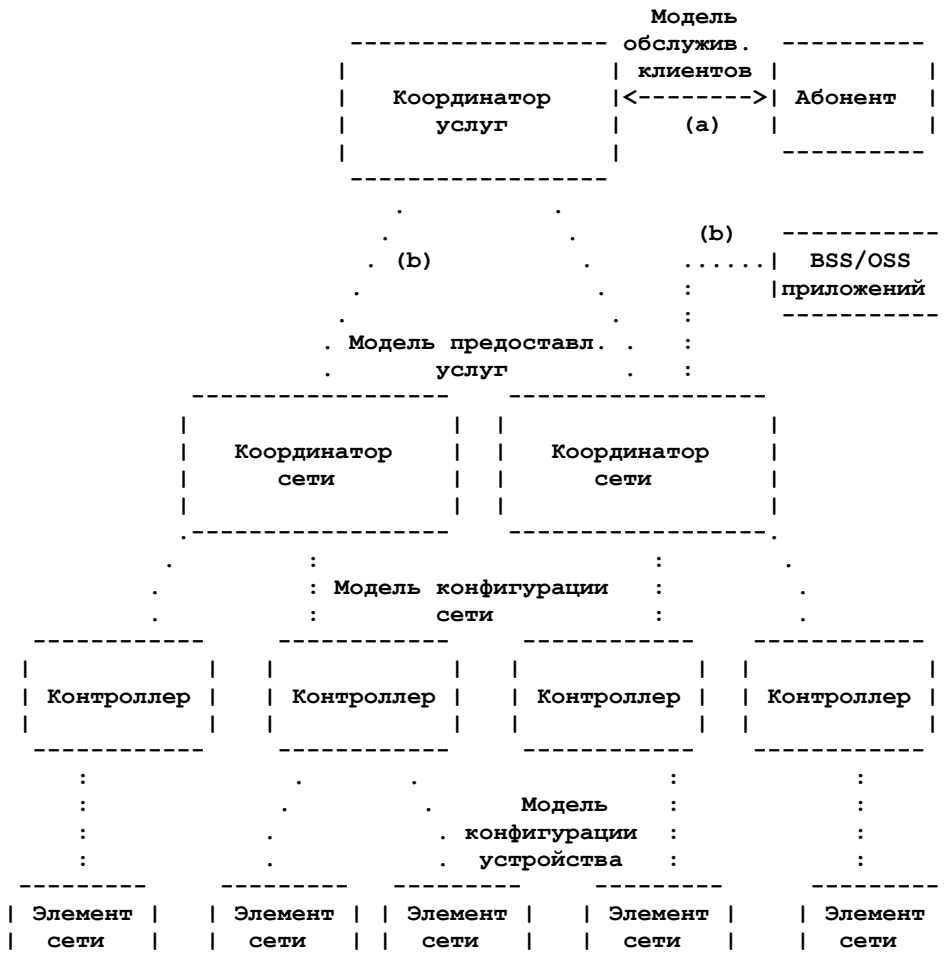 Модель
обслужив.
клиентов
Координатор Абонент
услуг (a)
(b)
(b) BSS/OSS
приложений
Модель предоставл.
услуг
Координатор Координатор
сети сети
Модель конфигурации
сети
Контроллер Контроллер Контроллер Контроллер
Модель
конфигурации
устройства
Элемент Элемент Элемент Элемент Элемент
сети сети сети сети сети